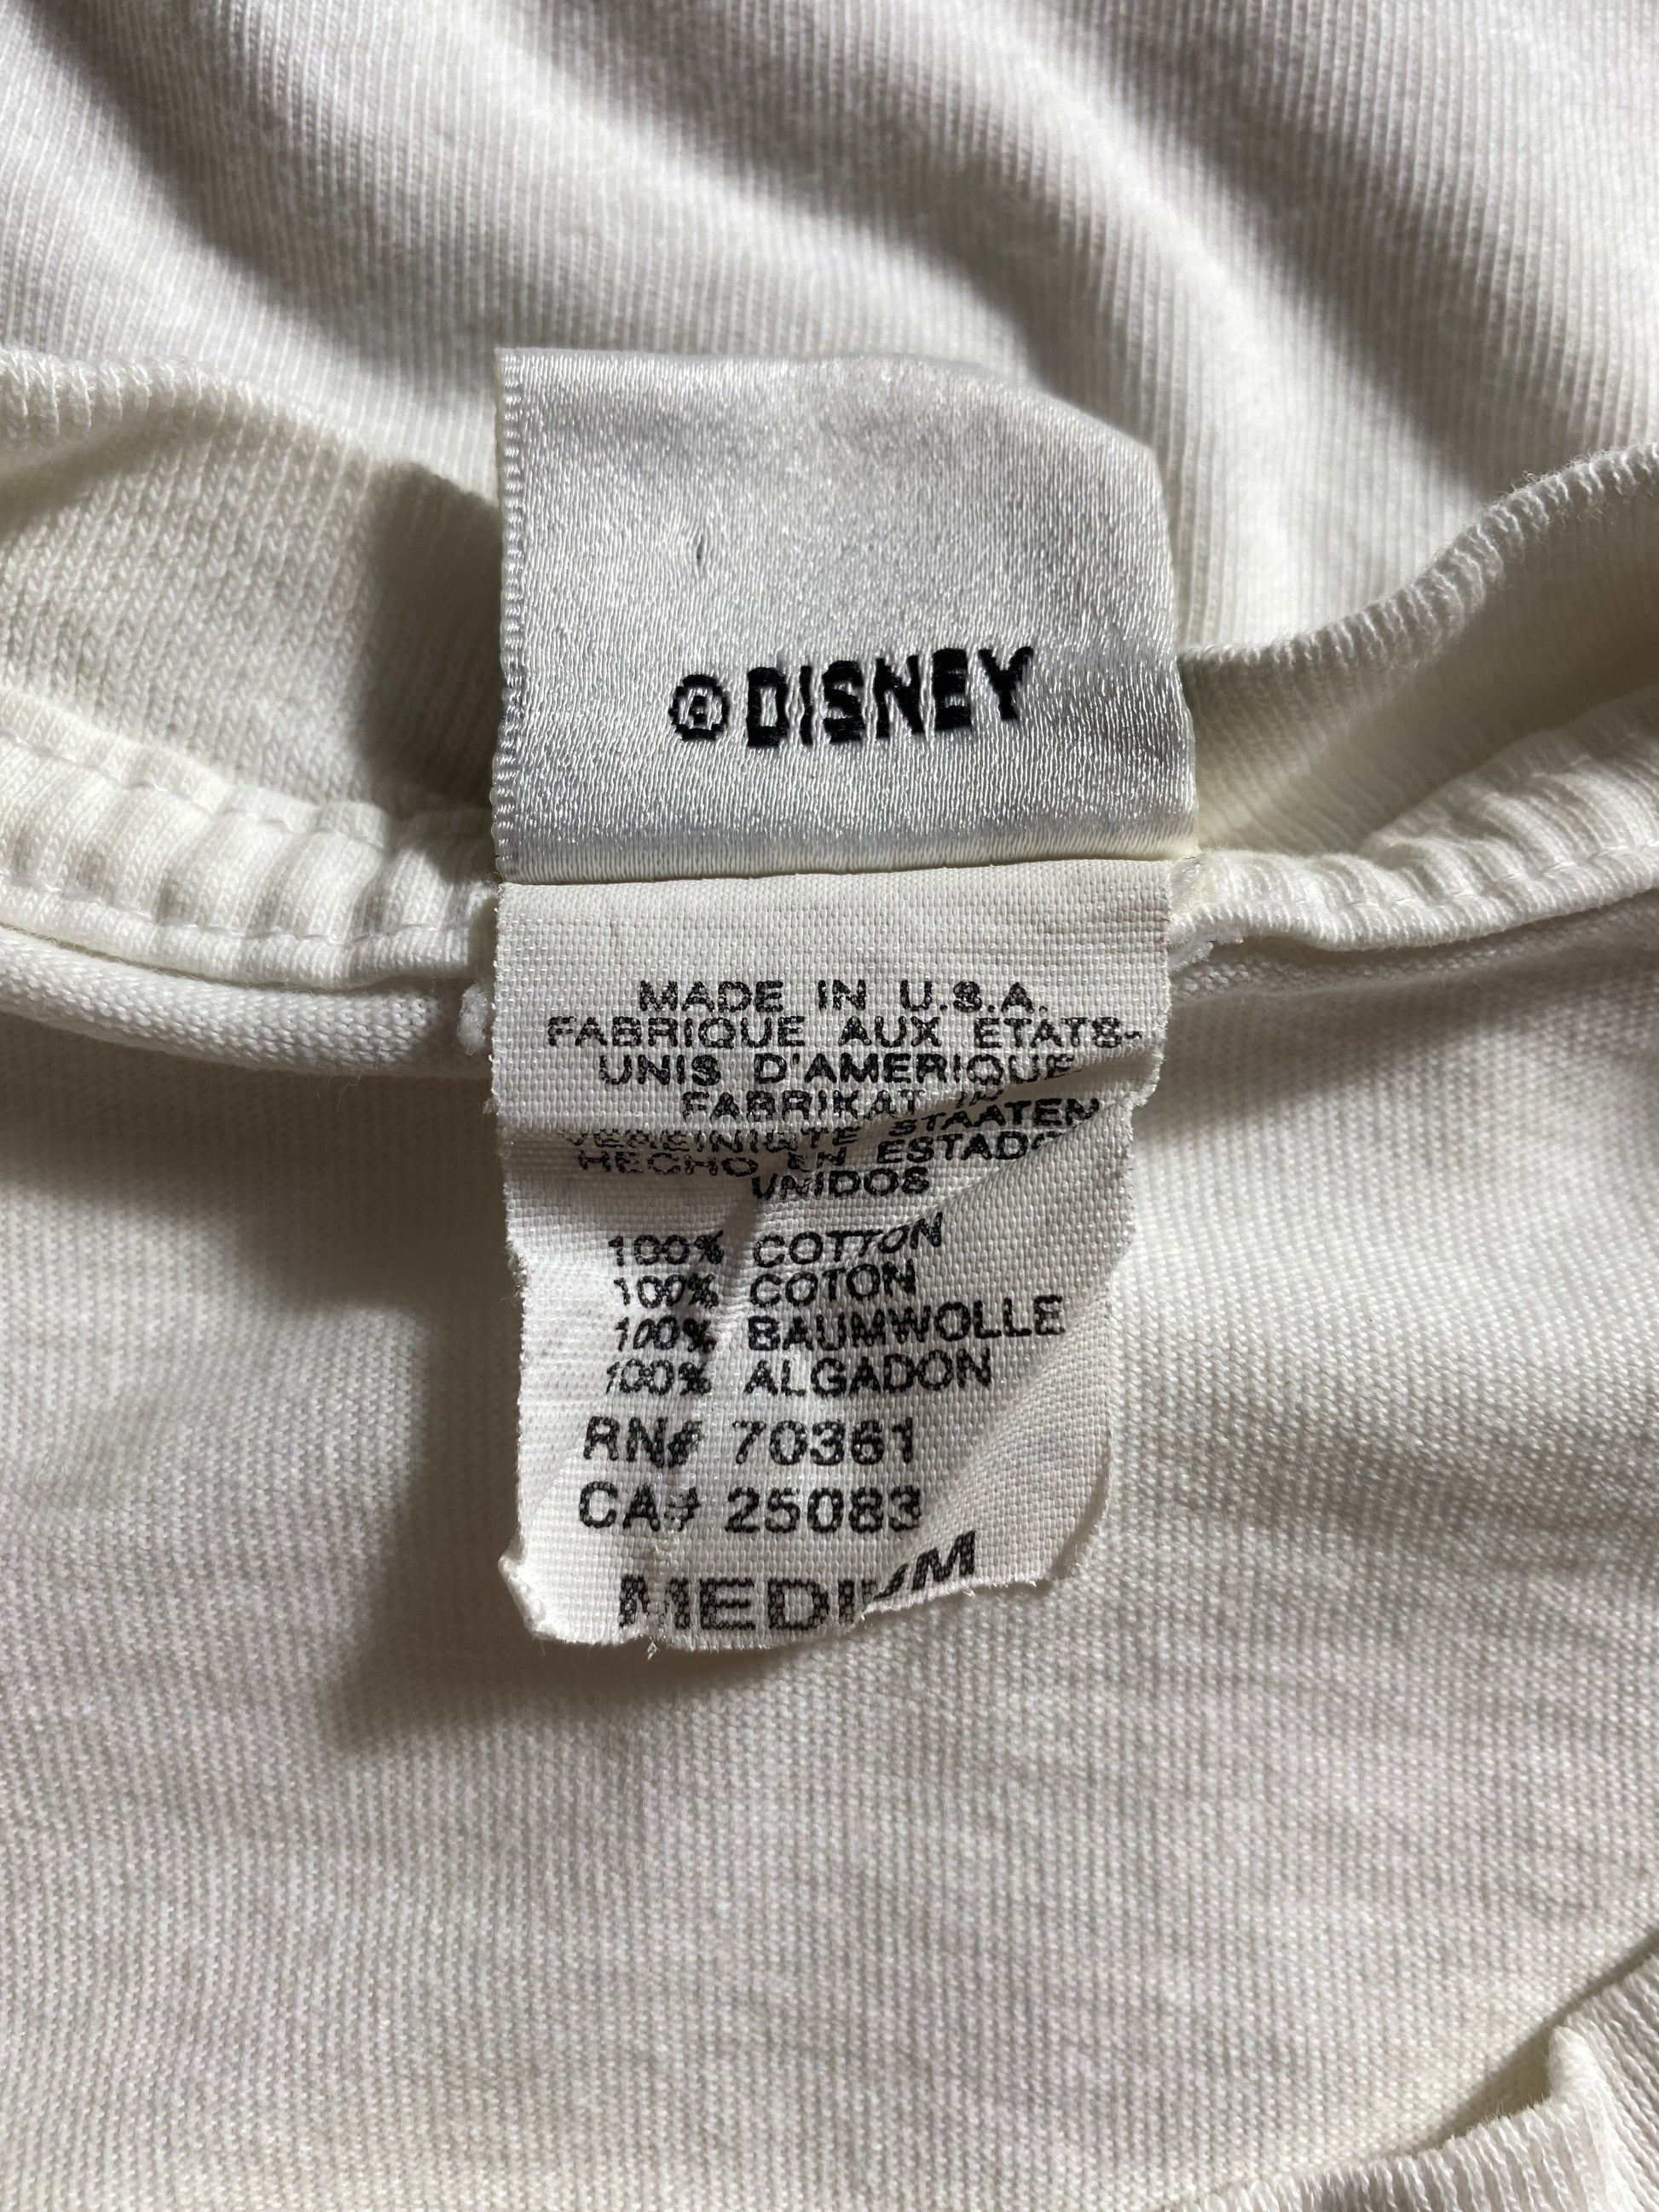 © DISNEY
MADE IN U.S.A.
FABRIQUE AUX ETATS-
UNIS D'AMERIQUE
FABRIKAT IN
VEREINIGTE STAATEN
HECHO EN ESTADOS
UNIDOS
100% COTTON
100% COTON
100% BAUMWOLLE
100% ALGADON
RN# 70361
CA# 25083
MEDIUM